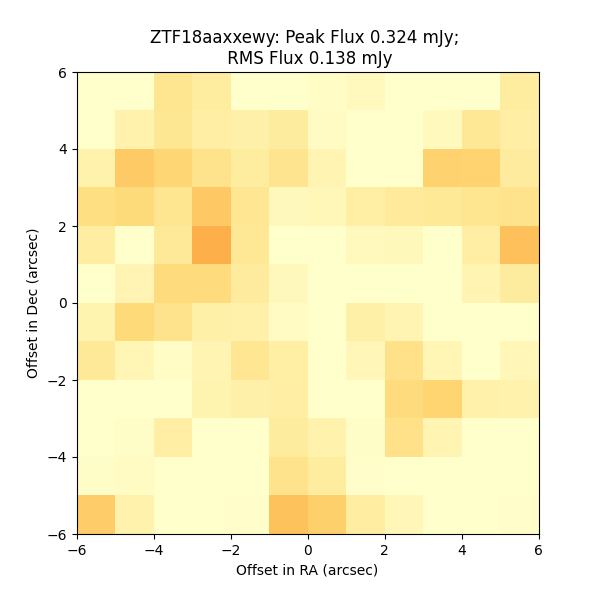 ZTF18aaxxewy: Peak Flux 0.324 mJy;
RMS Flux 0.138 mJy
6
4
2
0
−2
−4
−6
Offset in Dec (arcsec)
−6 −4 −2 0 2 4 6
Offset in RA (arcsec)